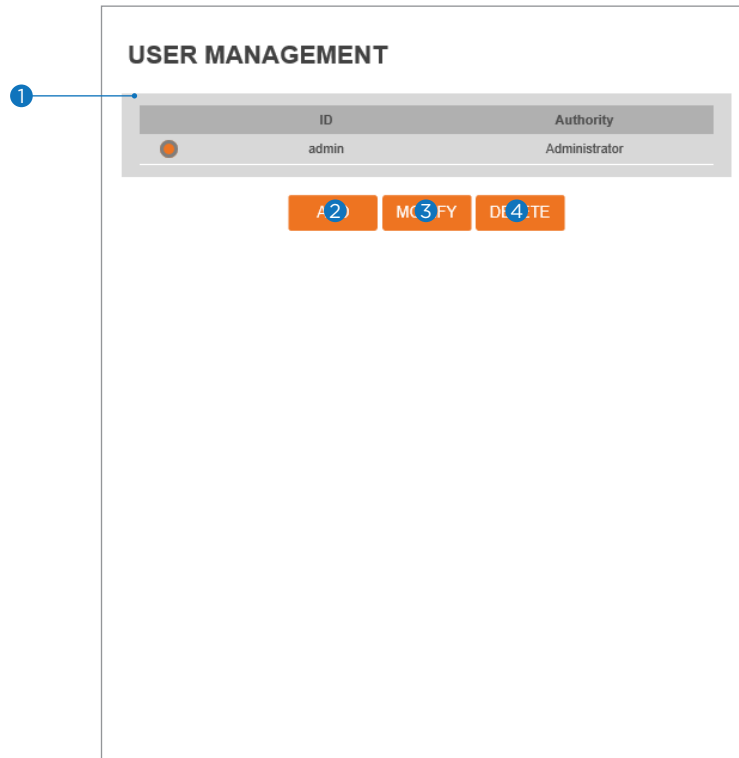 USER MANAGEMENT
1
ID Authority
admin Administrator
2 3 4